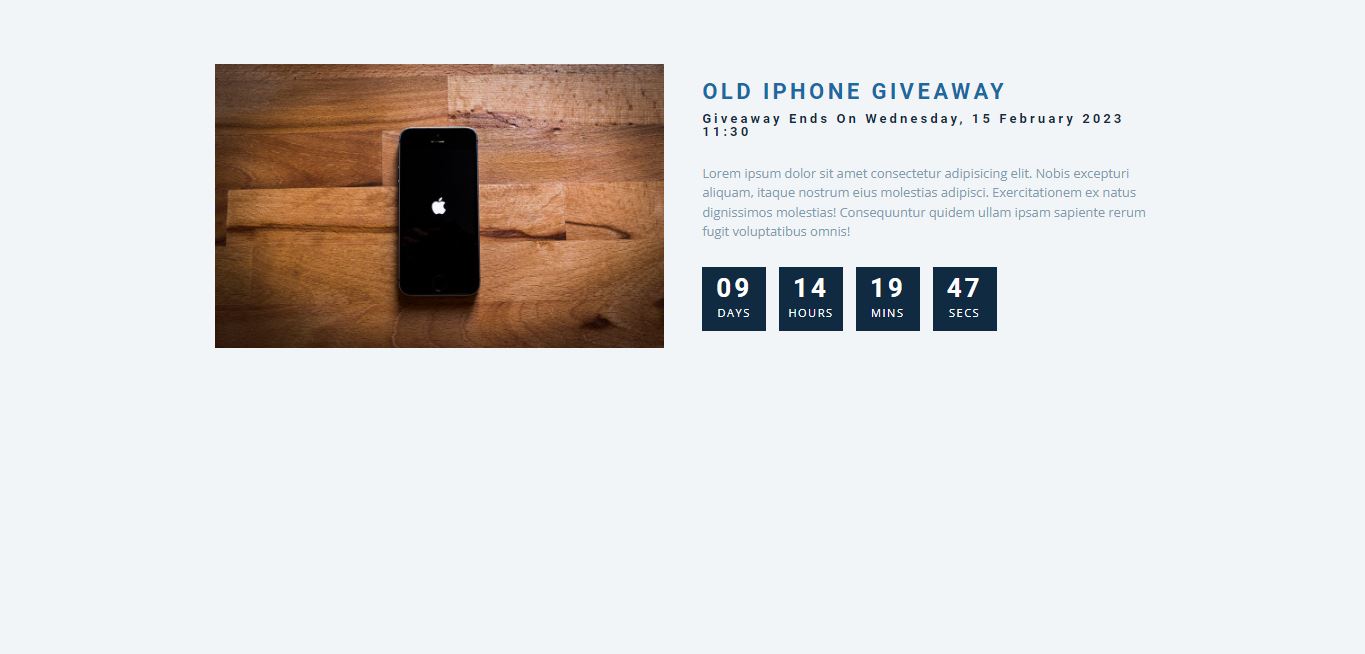 OLD IPHONE GIVEAWAY
Giveaway Ends On Wednesday, 15 February 2023
11:30
Lorem ipsum dolor sit amet consectetur adipisicing elit. Nobis excepturi
aliquam, itaque nostrum eius molestias adipisci. Exercitationem ex natus
dignissimos molestias! Consequuntur quidem ullam ipsam sapiente rerum
fugit voluptatibus omnis!
09 14 19 47
DAYS HOURS MINS SECS